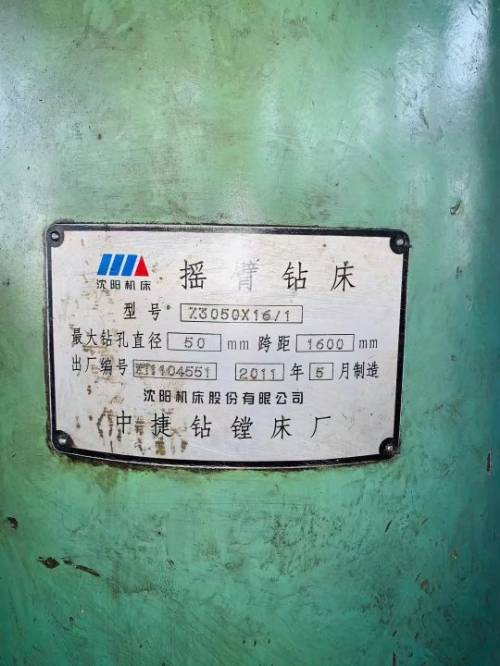 沈阳机床
摇臂钻床
型号 Z3050X16/1
最大钻孔直径 50 mm 跨距 1600 mm
出厂编号 ZJ1104551 2011 年 5 月制造
沈阳机床股份有限公司
中捷钻镗床厂